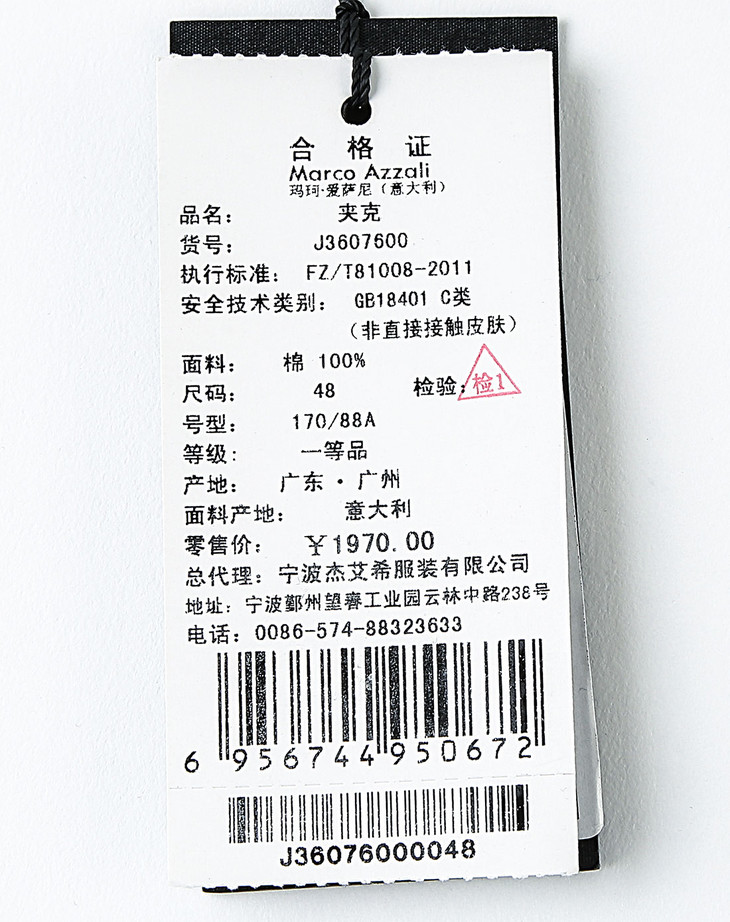 合格证
Marco Azzali
玛珂·爱萨尼（意大利）
品名： 夹克
货号： J3607600
执行标准： FZ/T81008-2011
安全技术类别： GB18401 C类
（非直接接触皮肤）
面料： 棉 100%
尺码： 48 检验: 检1
号型： 170/88A
等级: 一等品
产地： 广东·广州
面料产地： 意大利
零售价： ￥1970.00
总代理：宁波杰艾希服装有限公司
地址：宁波鄞州望春工业园云林中路238号
电话：0086-574-88323633
6 956744 950672
J36076000048